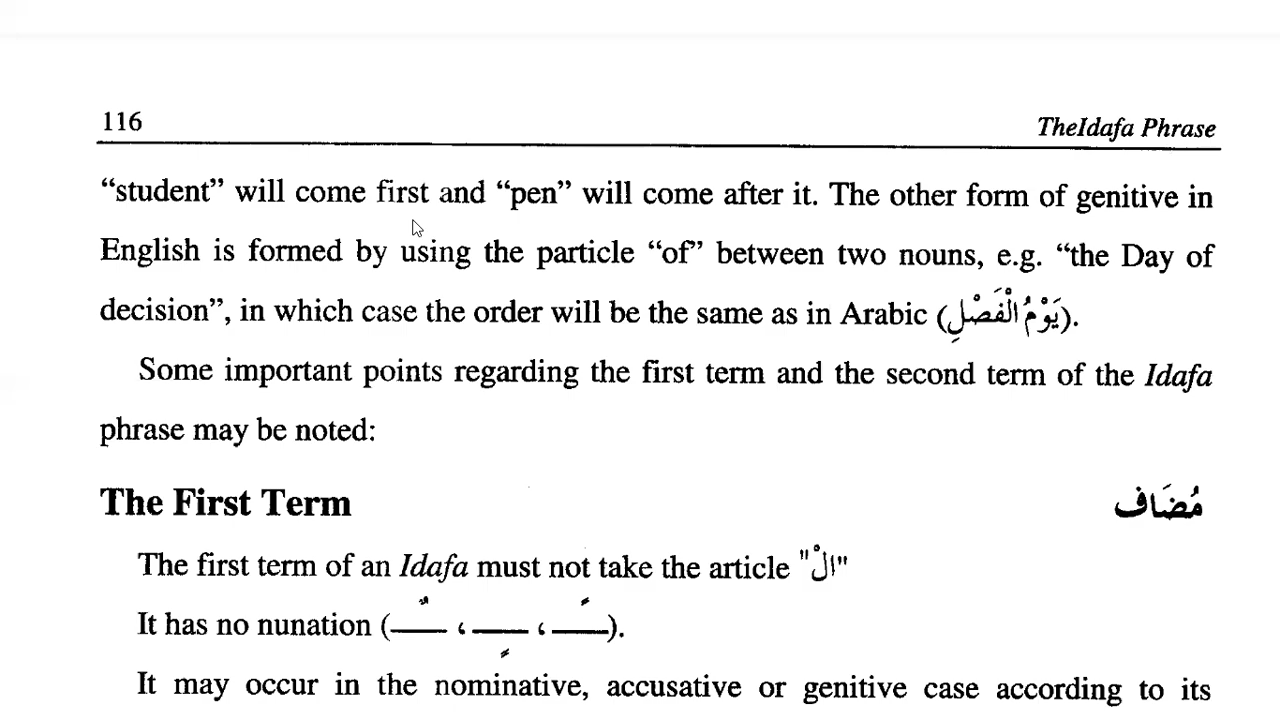 116 TheIdafa Phrase
“student” will come first and “pen” will come after it. The other form of genitive in
English is formed by using the particle “of” between two nouns, e.g. “the Day of
decision”, in which case the order will be the same as in Arabic (يَوْمُ الْفَصْلِ).
Some important points regarding the first term and the second term of the Idafa
phrase may be noted:
The First Term مُضَاف
The first term of an Idafa must not take the article "الْ"
It has no nunation (ـٌ ، ـٍ ، ـً).
It may occur in the nominative, accusative or genitive case according to its